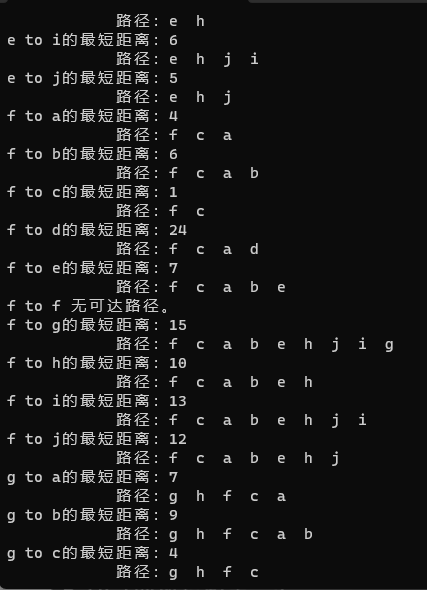 路径: e h
e to i的最短距离: 6
路径: e h j i
e to j的最短距离: 5
路径: e h j
f to a的最短距离: 4
路径: f c a
f to b的最短距离: 6
路径: f c a b
f to c的最短距离: 1
路径: f c
f to d的最短距离: 24
路径: f c a d
f to e的最短距离: 7
路径: f c a b e
f to f 无可达路径。
f to g的最短距离: 15
路径: f c a b e h j i g
f to h的最短距离: 10
路径: f c a b e h
f to i的最短距离: 13
路径: f c a b e h j i
f to j的最短距离: 12
路径: f c a b e h j
g to a的最短距离: 7
路径: g h f c a
g to b的最短距离: 9
路径: g h f c a b
g to c的最短距离: 4
路径: g h f c